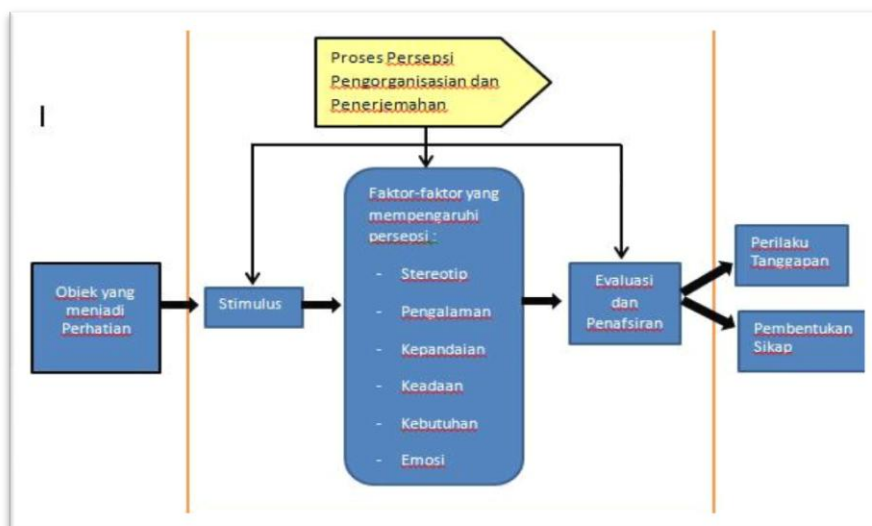 Proses Persepsi
Pengorganisasian dan
Penerjemahan
Objek yang
menjadi
Perhatian
Stimulus
Faktor-faktor yang
mempengaruhi
persepsi :
- Stereotip
- Pengalaman
- Kepandaian
- Keadaan
- Kebutuhan
- Emosi
Evaluasi
dan
Penafsiran
Perilaku
Tanggapan
Pembentukan
Sikap